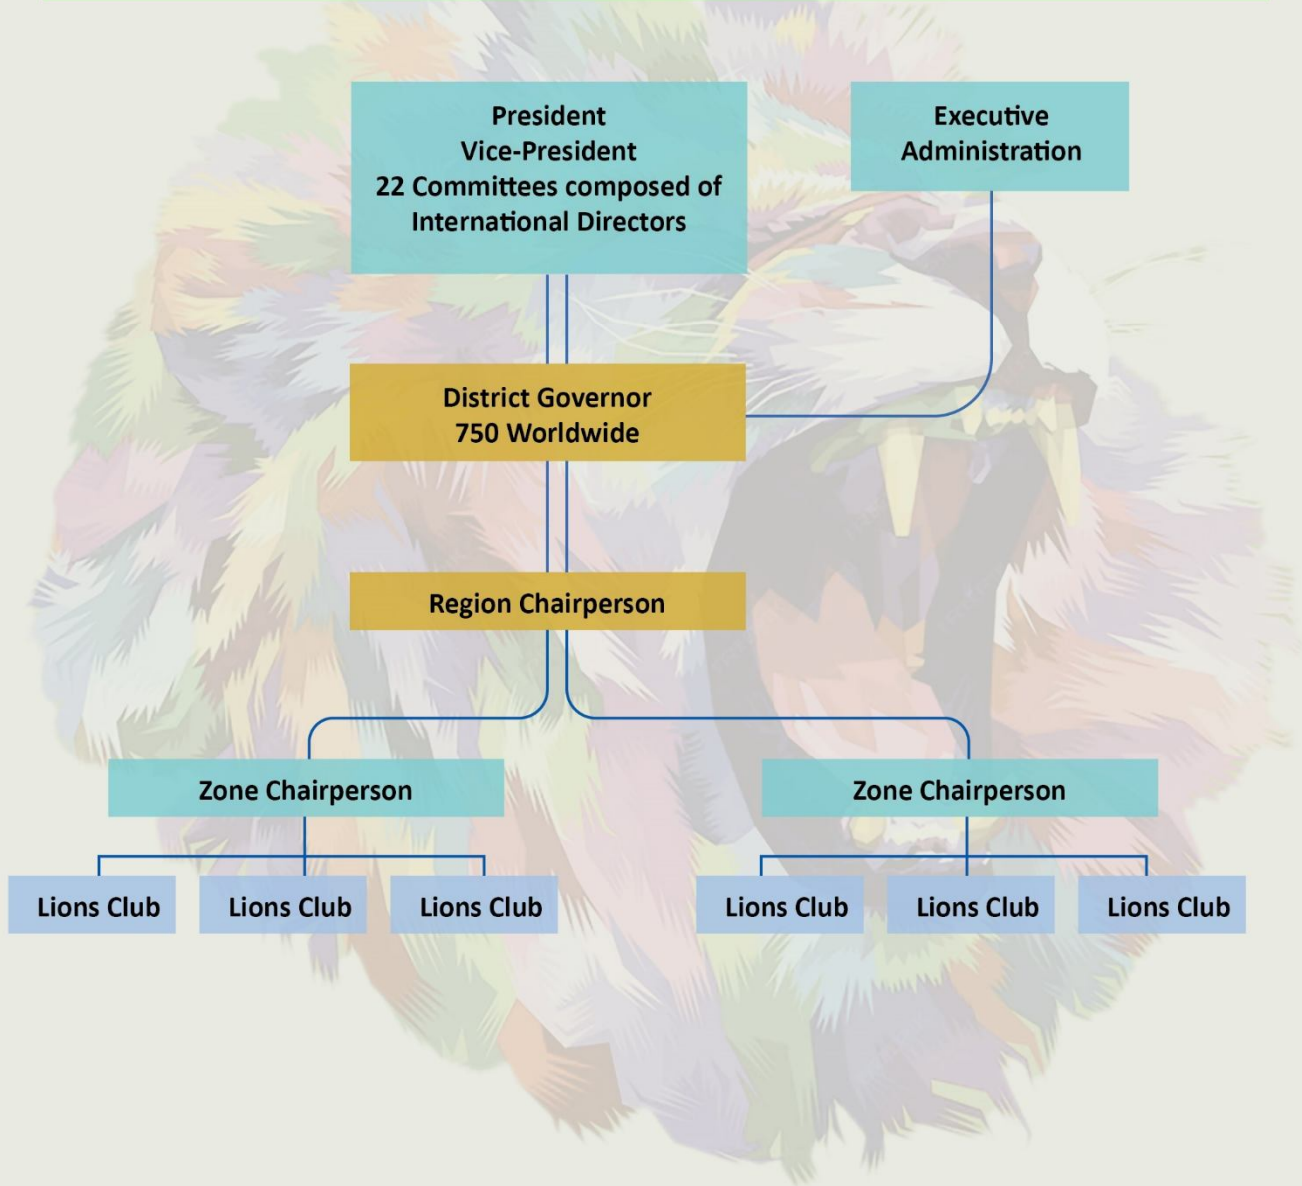 President
Vice-President
22 Committees composed of
International Directors
Executive
Administration
District Governor
750 Worldwide
Region Chairperson
Zone Chairperson
Zone Chairperson
Lions Club
Lions Club
Lions Club
Lions Club
Lions Club
Lions Club